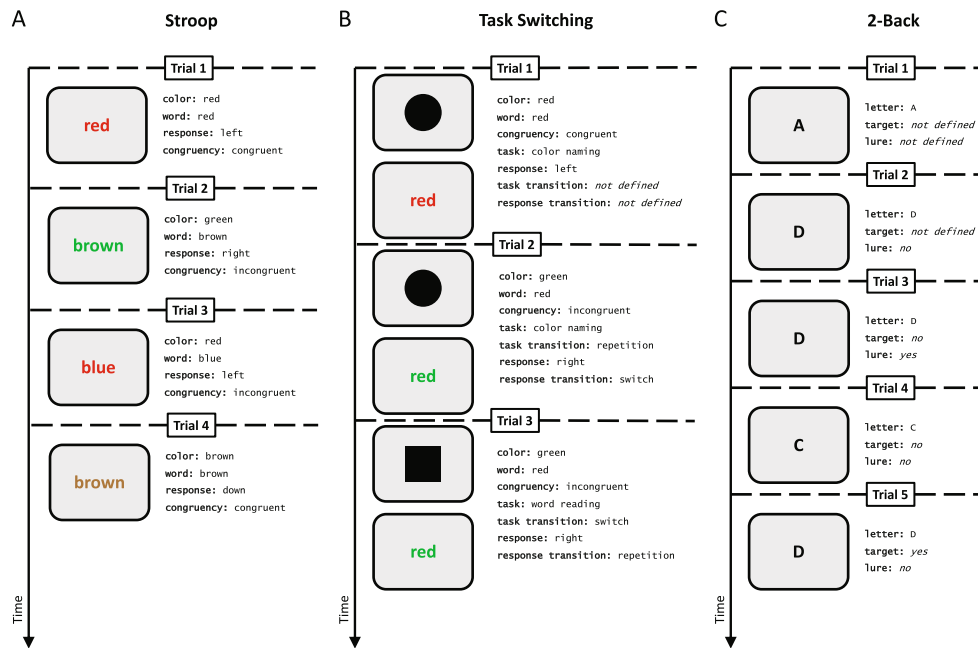 A
Stroop
Trial 1
red
color: red
word: red
response: left
congruency: congruent
Trial 2
brown
color: green
word: brown
response: right
congruency: incongruent
Trial 3
blue
color: red
word: blue
response: left
congruency: incongruent
Trial 4
brown
color: brown
word: brown
response: down
congruency: congruent
Time
B
Task Switching
Trial 1
color: red
word: red
congruency: congruent
task: color naming
response: left
task transition: not defined
response transition: not defined
red
Trial 2
color: green
word: red
congruency: incongruent
task: color naming
task transition: repetition
response: right
response transition: switch
red
Trial 3
color: green
word: red
congruency: incongruent
task: word reading
task transition: switch
response: right
response transition: repetition
red
Time
C
2-Back
Trial 1
A
letter: A
target: not defined
lure: not defined
Trial 2
D
letter: D
target: not defined
lure: no
Trial 3
D
letter: D
target: no
lure: yes
Trial 4
C
letter: C
target: no
lure: no
Trial 5
D
letter: D
target: yes
lure: no
Time